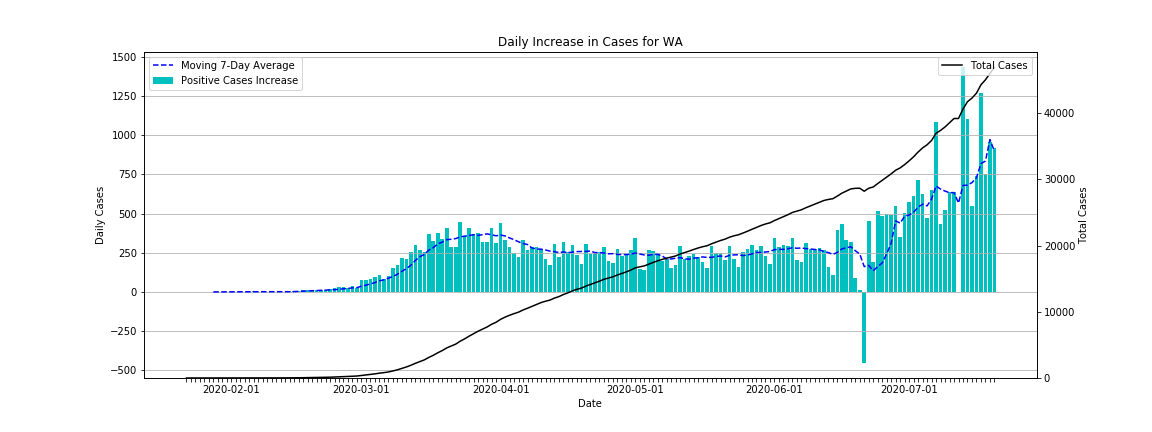 Daily Increase in Cases for WA
Moving 7-Day Average
Positive Cases Increase
Total Cases
1500
1250
1000
750
500
250
0
−250
−500
Daily Cases
40000
30000
20000
10000
0
Total Cases
2020-02-01 2020-03-01 2020-04-01 2020-05-01 2020-06-01 2020-07-01
Date